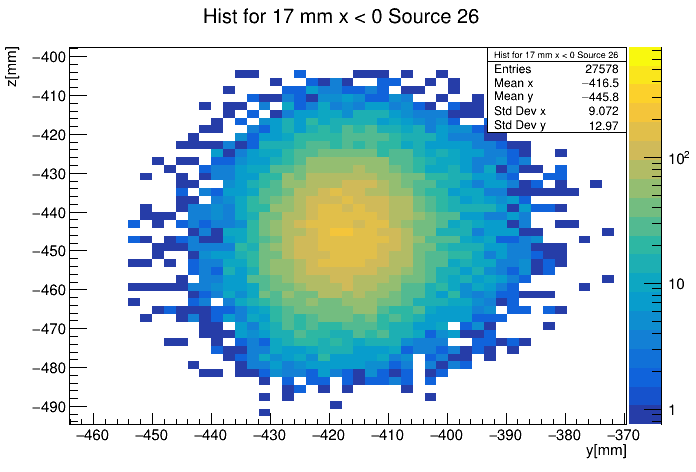 Hist for 17 mm x < 0 Source 26
z[mm]
Hist for 17 mm x < 0 Source 26
Entries 27578
Mean x −416.5
Mean y −445.8
Std Dev x 9.072
Std Dev y 12.97
−400
−410
−420
−430
−440
−450
−460
−470
−480
−490
10²
10
1
−460 −450 −440 −430 −420 −410 −400 −390 −380 −370
y[mm]